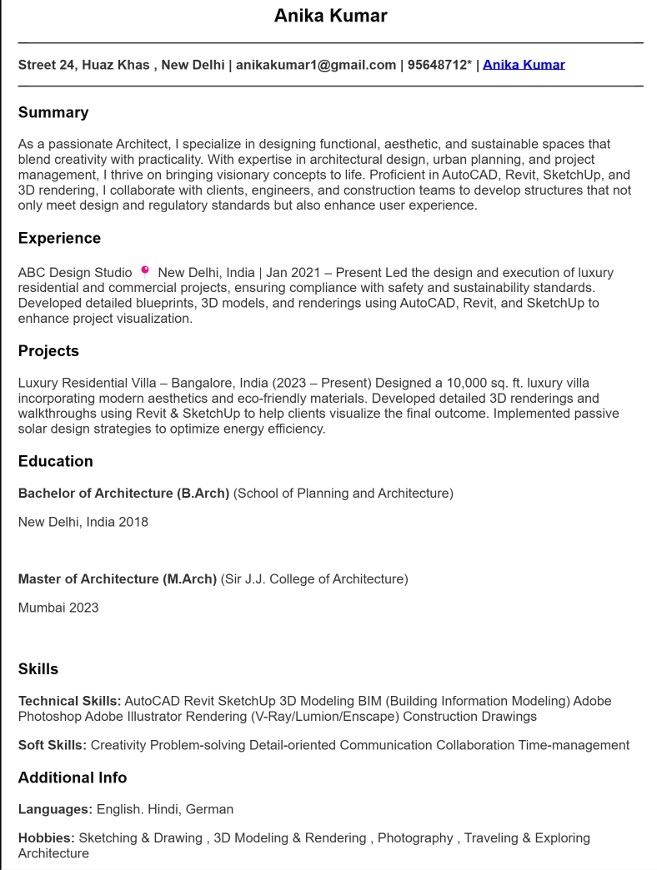 Anika Kumar
Street 24, Huaz Khas , New Delhi | anikakumar1@gmail.com | 95648712* | Anika Kumar
Summary
As a passionate Architect, I specialize in designing functional, aesthetic, and sustainable spaces that
blend creativity with practicality. With expertise in architectural design, urban planning, and project
management, I thrive on bringing visionary concepts to life. Proficient in AutoCAD, Revit, SketchUp, and
3D rendering, I collaborate with clients, engineers, and construction teams to develop structures that not
only meet design and regulatory standards but also enhance user experience.
Experience
ABC Design Studio 📍 New Delhi, India | Jan 2021 – Present Led the design and execution of luxury
residential and commercial projects, ensuring compliance with safety and sustainability standards.
Developed detailed blueprints, 3D models, and renderings using AutoCAD, Revit, and SketchUp to
enhance project visualization.
Projects
Luxury Residential Villa – Bangalore, India (2023 – Present) Designed a 10,000 sq. ft. luxury villa
incorporating modern aesthetics and eco-friendly materials. Developed detailed 3D renderings and
walkthroughs using Revit & SketchUp to help clients visualize the final outcome. Implemented passive
solar design strategies to optimize energy efficiency.
Education
Bachelor of Architecture (B.Arch) (School of Planning and Architecture)
New Delhi, India 2018
Master of Architecture (M.Arch) (Sir J.J. College of Architecture)
Mumbai 2023
Skills
Technical Skills: AutoCAD Revit SketchUp 3D Modeling BIM (Building Information Modeling) Adobe
Photoshop Adobe Illustrator Rendering (V-Ray/Lumion/Enscape) Construction Drawings
Soft Skills: Creativity Problem-solving Detail-oriented Communication Collaboration Time-management
Additional Info
Languages: English. Hindi, German
Hobbies: Sketching & Drawing , 3D Modeling & Rendering , Photography , Traveling & Exploring
Architecture